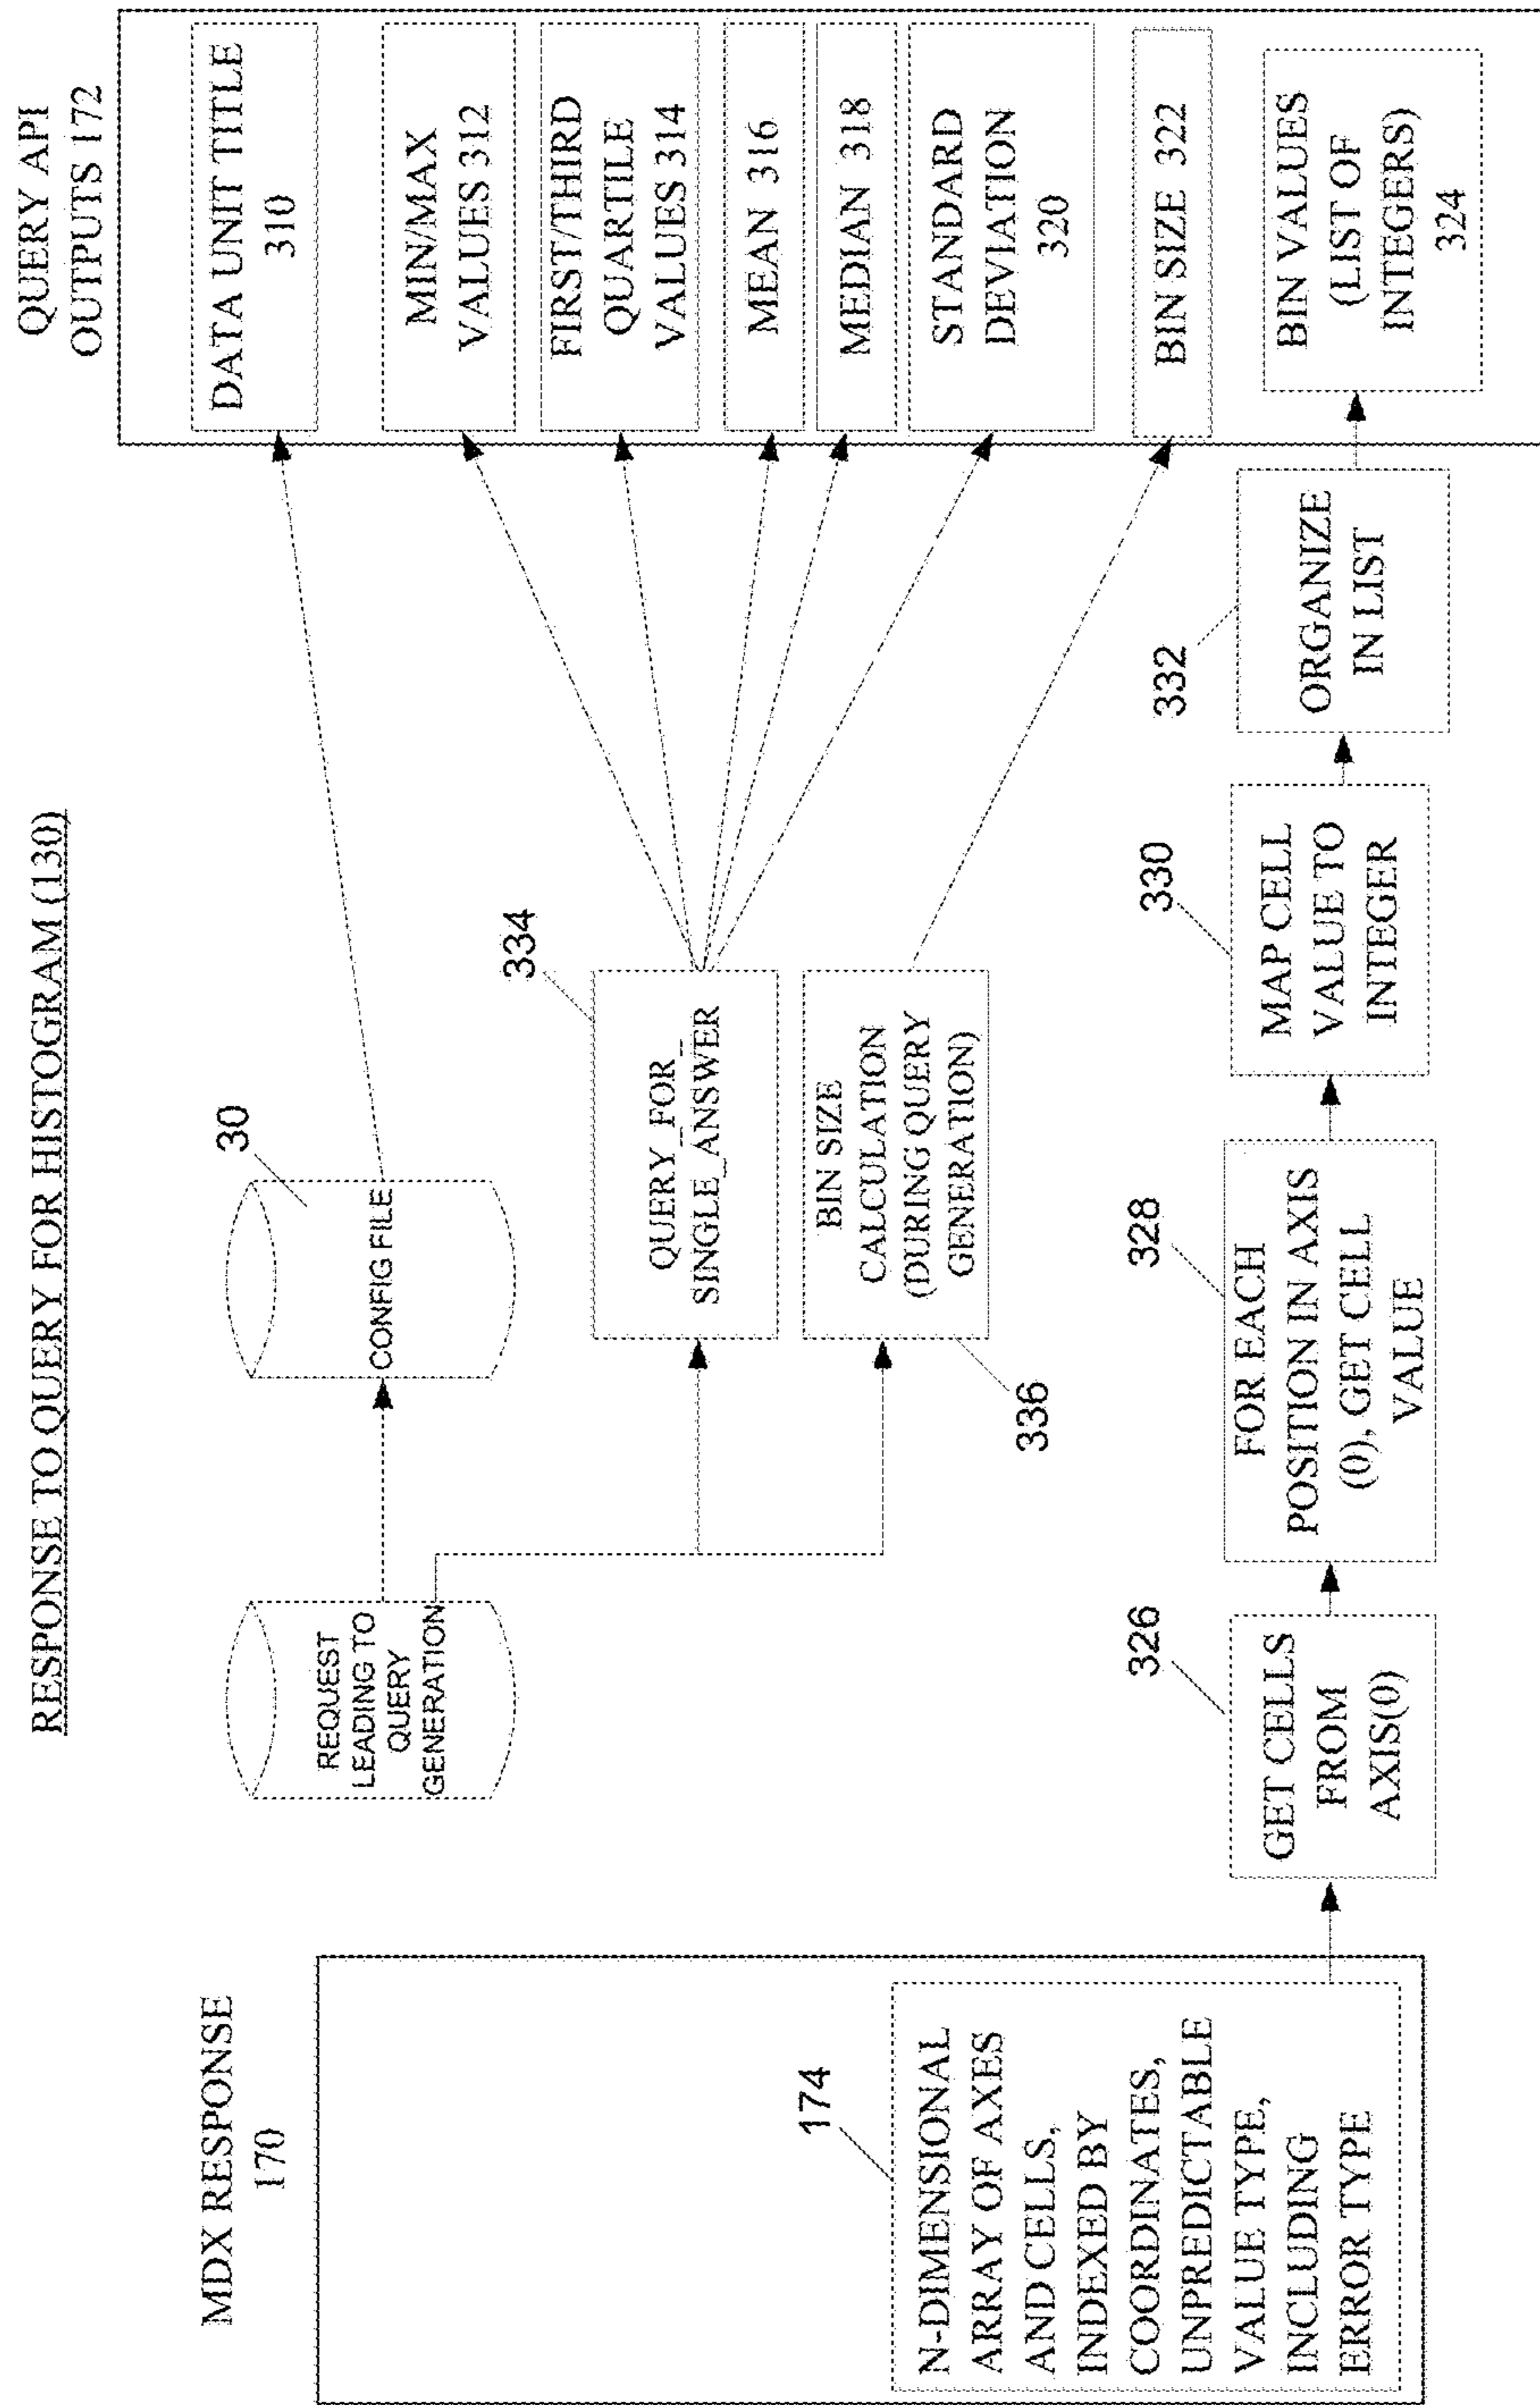 RESPONSE TO QUERY FOR HISTOGRAM (130)
MDX RESPONSE
170
174
N-DIMENSIONAL
ARRAY OF AXES
AND CELLS,
INDEXED BY
COORDINATES,
UNPREDICTABLE
VALUE TYPE,
INCLUDING
ERROR TYPE
REQUEST
LEADING TO
QUERY
GENERATION
30
CONFIG FILE
334
QUERY_FOR_
SINGLE_ANSWER
BIN SIZE
CALCULATION
(DURING QUERY
GENERATION)
336
326
GET CELLS
FROM
AXIS(0)
328
FOR EACH
POSITION IN AXIS
(0), GET CELL
VALUE
330
MAP CELL
VALUE TO
INTEGER
332
ORGANIZE
IN LIST
QUERY API
OUTPUTS 172
DATA UNIT TITLE
310
MIN/MAX
VALUES 312
FIRST/THIRD
QUARTILE
VALUES 314
MEAN 316
MEDIAN 318
STANDARD
DEVIATION
320
BIN SIZE 322
BIN VALUES
(LIST OF
INTEGERS)
324